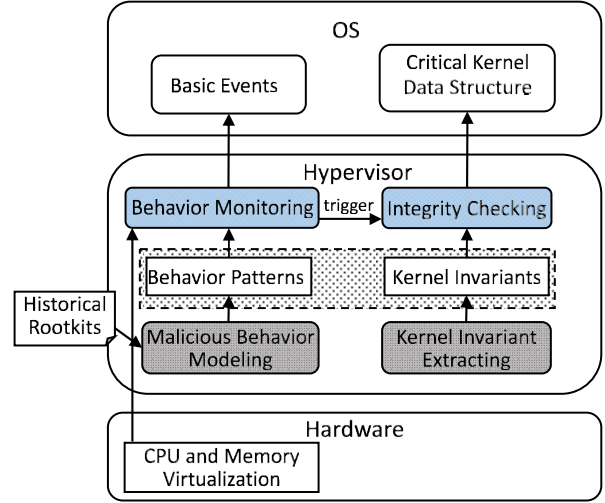 OS
Basic Events
Critical Kernel
Data Structure
Hypervisor
Behavior Monitoring
trigger
Integrity Checking
Behavior Patterns
Kernel Invariants
Historical
Rootkits
Malicious Behavior
Modeling
Kernel Invariant
Extracting
Hardware
CPU and Memory
Virtualization